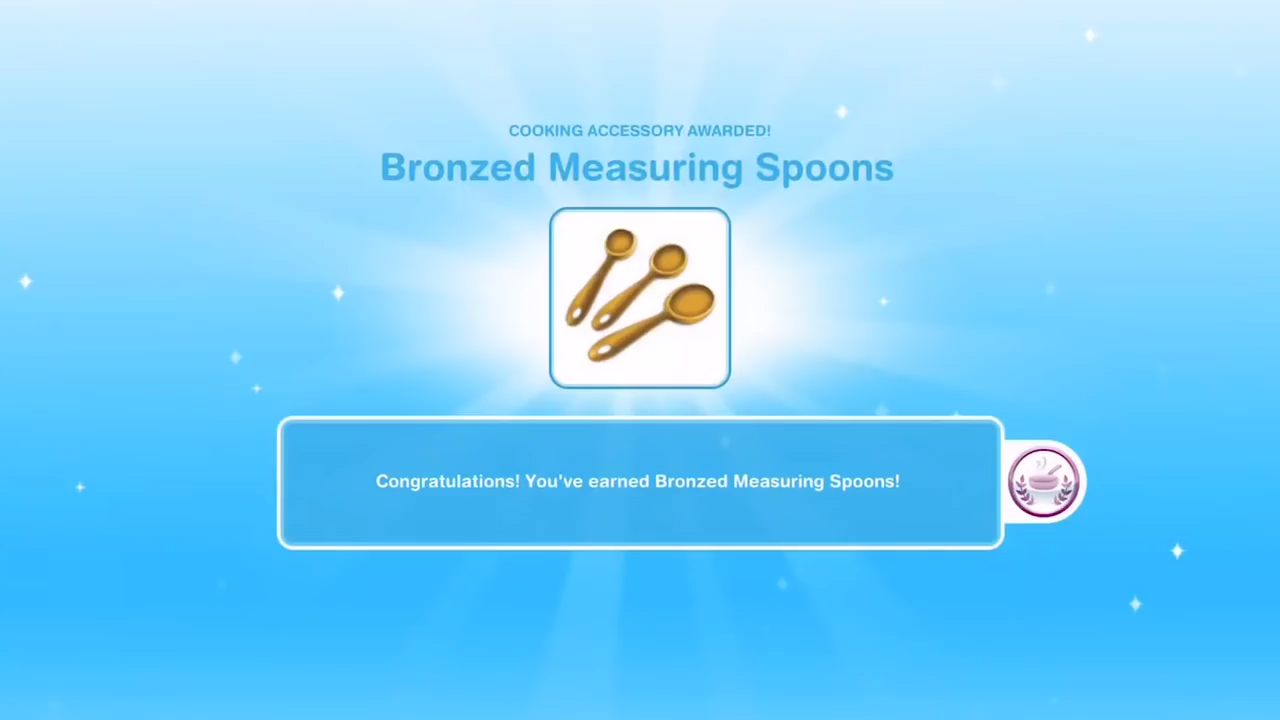 COOKING ACCESSORY AWARDED!
Bronzed Measuring Spoons
Congratulations! You've earned Bronzed Measuring Spoons!